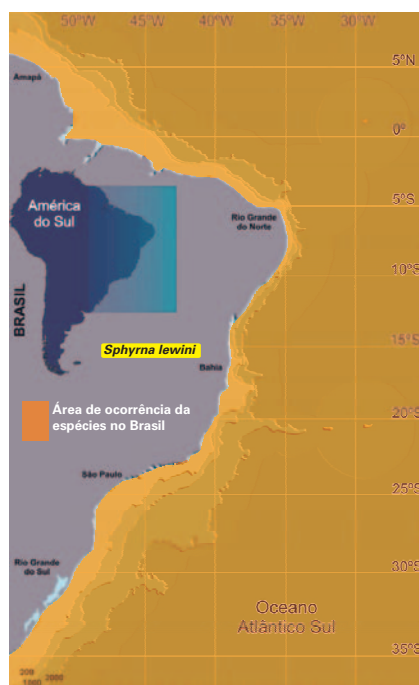 50°W 45°W 40°W 35°W 30°W
5°N
Amapá
0°
5°S
América
do Sul
Rio Grande
do Norte
10°S
BRASIL
15°S
Sphyrna lewini
Bahia
20°S
Área de ocorrência da
espécies no Brasil
São Paulo
25°S
Rio Grande
do Sul
30°S
Oceano
Atlântico Sul
35°S
200
2000